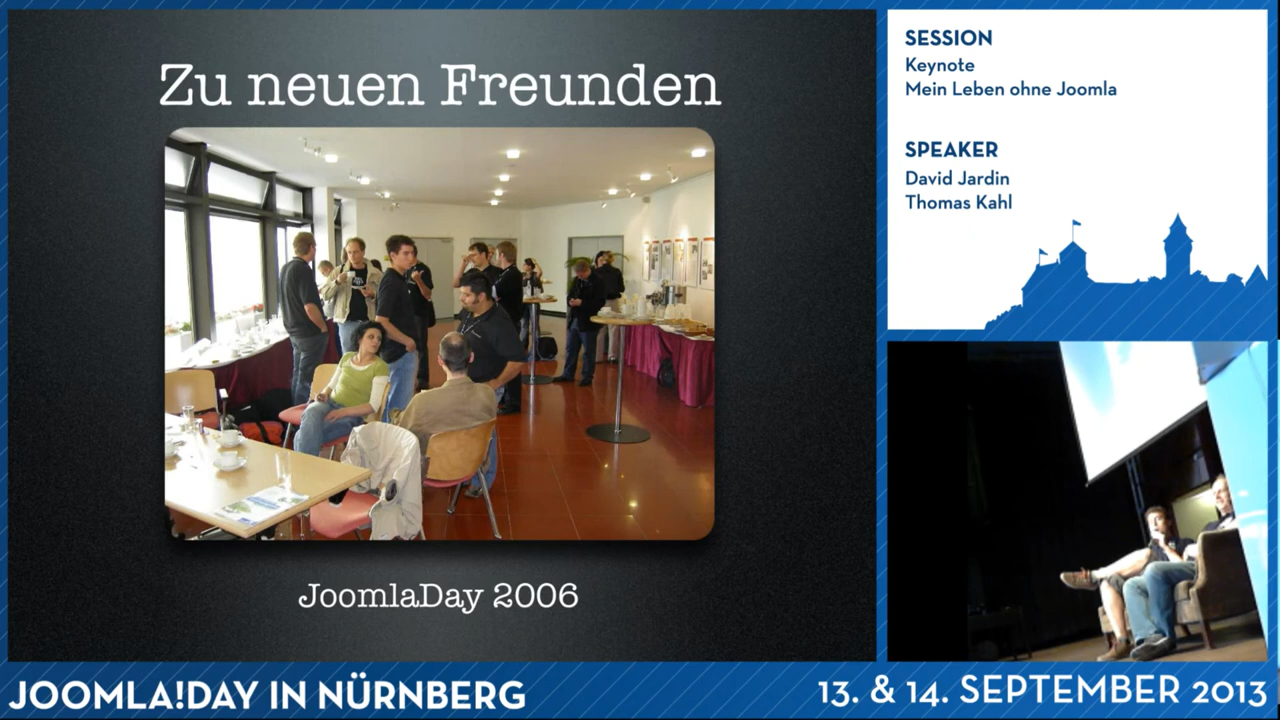 Zu neuen Freunden
JoomlaDay 2006
SESSION
Keynote
Mein Leben ohne Joomla
SPEAKER
David Jardin
Thomas Kahl
JOOMLA!DAY IN NÜRNBERG
13. & 14. SEPTEMBER 2013